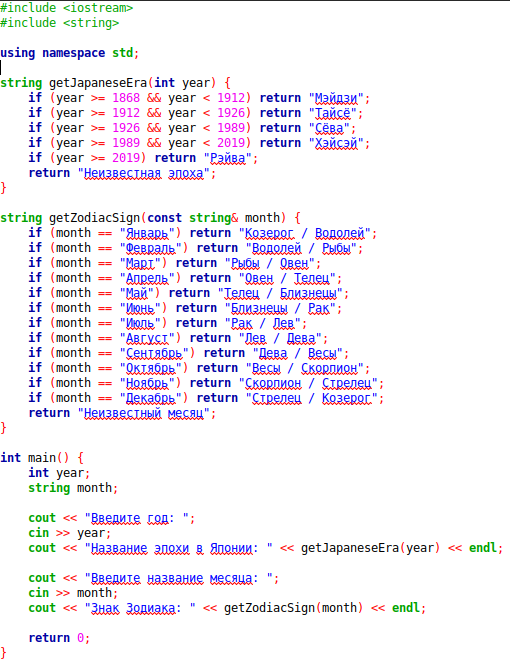 #include <iostream>
#include <string>

using namespace std;

string getJapaneseEra(int year) {
    if (year >= 1868 && year < 1912) return "Мэйдзи";
    if (year >= 1912 && year < 1926) return "Тайсё";
    if (year >= 1926 && year < 1989) return "Сёва";
    if (year >= 1989 && year < 2019) return "Хэйсэй";
    if (year >= 2019) return "Рэйва";
    return "Неизвестная эпоха";
}

string getZodiacSign(const string& month) {
    if (month == "Январь") return "Козерог / Водолей";
    if (month == "Февраль") return "Водолей / Рыбы";
    if (month == "Март") return "Рыбы / Овен";
    if (month == "Апрель") return "Овен / Телец";
    if (month == "Май") return "Телец / Близнецы";
    if (month == "Июнь") return "Близнецы / Рак";
    if (month == "Июль") return "Рак / Лев";
    if (month == "Август") return "Лев / Дева";
    if (month == "Сентябрь") return "Дева / Весы";
    if (month == "Октябрь") return "Весы / Скорпион";
    if (month == "Ноябрь") return "Скорпион / Стрелец";
    if (month == "Декабрь") return "Стрелец / Козерог";
    return "Неизвестный месяц";
}

int main() {
    int year;
    string month;

    cout << "Введите год: ";
    cin >> year;
    cout << "Название эпохи в Японии: " << getJapaneseEra(year) << endl;

    cout << "Введите название месяца: ";
    cin >> month;
    cout << "Знак Зодиака: " << getZodiacSign(month) << endl;

    return 0;
}